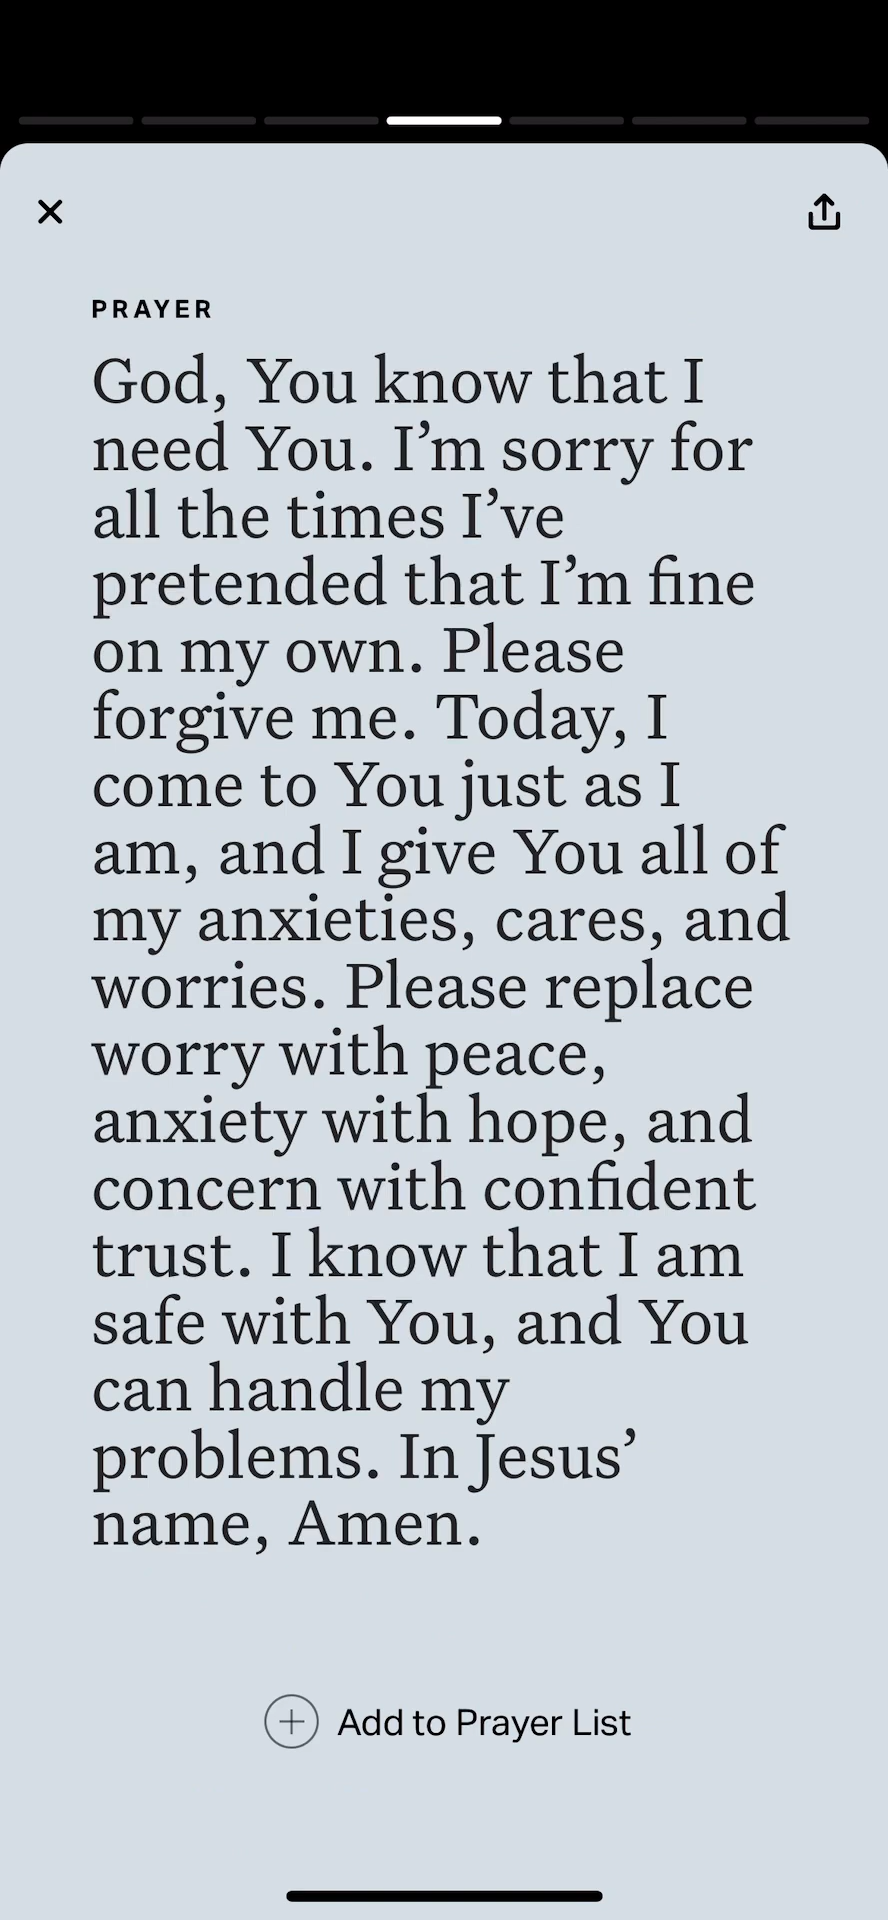 PRAYER
God, You know that I
need You. I’m sorry for
all the times I’ve
pretended that I’m fine
on my own. Please
forgive me. Today, I
come to You just as I
am, and I give You all of
my anxieties, cares, and
worries. Please replace
worry with peace,
anxiety with hope, and
concern with confident
trust. I know that I am
safe with You, and You
can handle my
problems. In Jesus’
name, Amen.
Add to Prayer List